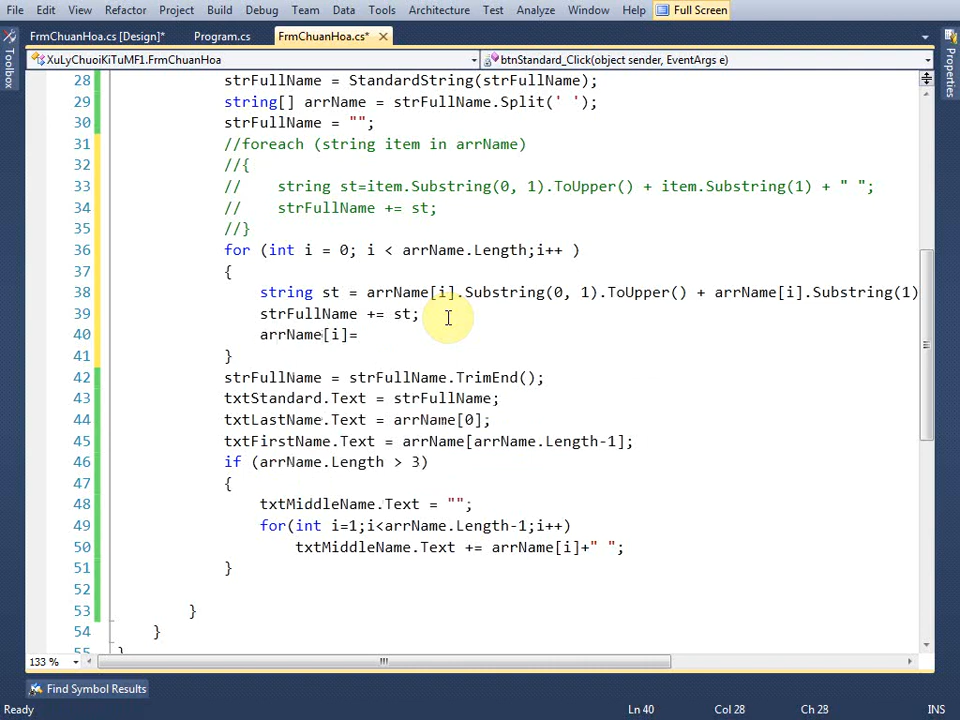 File Edit View Refactor Project Build Debug Team Data Tools Architecture Test Analyze Window Help Full Screen
FrmChuanHoa.cs [Design]* Program.cs FrmChuanHoa.cs* ×
Toolbox
Properties
XuLyChuoiKiTuMF1.FrmChuanHoa btnStandard_Click(object sender, EventArgs e)
28 strFullName = StandardString(strFullName);
29 string[] arrName = strFullName.Split(' ');
30 strFullName = "";
31 //foreach (string item in arrName)
32 //{
33 // string st=item.Substring(0, 1).ToUpper() + item.Substring(1) + " ";
34 // strFullName += st;
35 //}
36 for (int i = 0; i < arrName.Length;i++ )
37 {
38 string st = arrName[i].Substring(0, 1).ToUpper() + arrName[i].Substring(1)
39 strFullName += st;
40 arrName[i]=
41 }
42 strFullName = strFullName.TrimEnd();
43 txtStandard.Text = strFullName;
44 txtLastName.Text = arrName[0];
45 txtFirstName.Text = arrName[arrName.Length-1];
46 if (arrName.Length > 3)
47 {
48 txtMiddleName.Text = "";
49 for(int i=1;i<arrName.Length-1;i++)
50 txtMiddleName.Text += arrName[i]+" ";
51 }
52
53 }
54 }
55 }
133 %
Find Symbol Results
Ready Ln 40 Col 28 Ch 28 INS